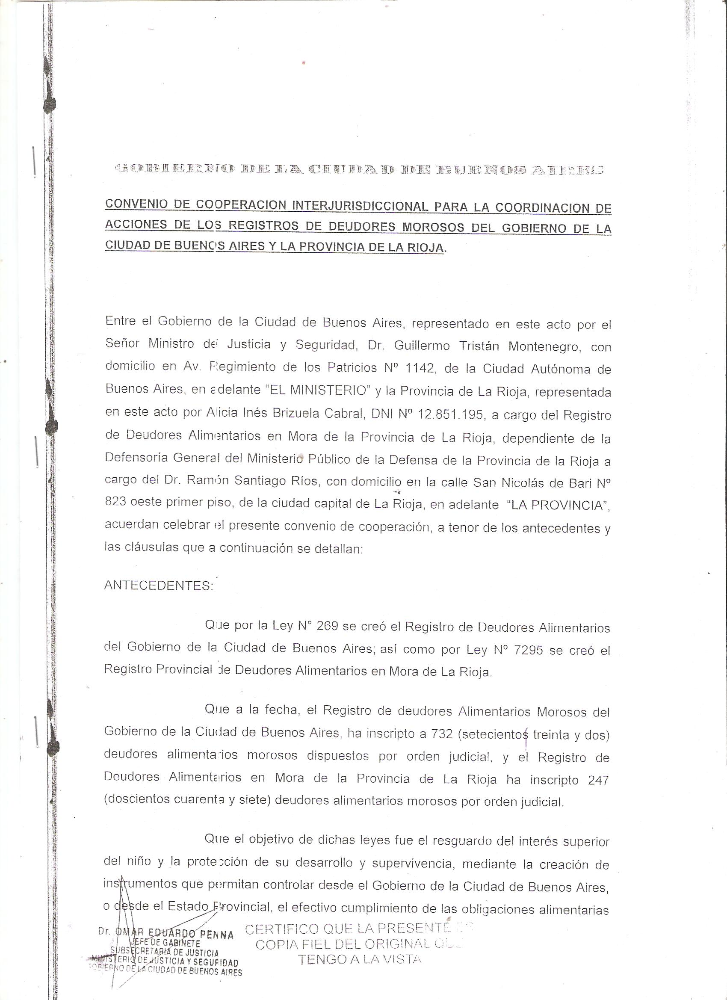 GOBIERNO DE LA CIUDAD DE BUENOS AIRES
CONVENIO DE COOPERACION INTERJURISDICCIONAL PARA LA COORDINACION DE
ACCIONES DE LOS REGISTROS DE DEUDORES MOROSOS DEL GOBIERNO DE LA
CIUDAD DE BUENOS AIRES Y LA PROVINCIA DE LA RIOJA.
Entre el Gobierno de la Ciudad de Buenos Aires, representado en este acto por el
Señor Ministro de Justicia y Seguridad, Dr. Guillermo Tristán Montenegro, con
domicilio en Av. Regimiento de los Patricios Nº 1142, de la Ciudad Autónoma de
Buenos Aires, en adelante “EL MINISTERIO” y la Provincia de La Rioja, representada
en este acto por Alicia Inés Brizuela Cabral, DNI Nº 12.851.195, a cargo del Registro
de Deudores Alimentarios en Mora de la Provincia de La Rioja, dependiente de la
Defensoría General del Ministerio Público de la Defensa de la Provincia de la Rioja a
cargo del Dr. Ramón Santiago Ríos, con domicilio en la calle San Nicolás de Bari Nº
823 oeste primer piso, de la ciudad capital de La Rioja, en adelante “LA PROVINCIA”,
acuerdan celebrar el presente convenio de cooperación, a tenor de los antecedentes y
las cláusulas que a continuación se detallan:
ANTECEDENTES:
Que por la Ley N° 269 se creó el Registro de Deudores Alimentarios
del Gobierno de la Ciudad de Buenos Aires; así como por Ley Nº 7295 se creó el
Registro Provincial de Deudores Alimentarios en Mora de La Rioja.
Que a la fecha, el Registro de deudores Alimentarios Morosos del
Gobierno de la Ciudad de Buenos Aires, ha inscripto a 732 (setecientos treinta y dos)
deudores alimentarios morosos dispuestos por orden judicial, y el Registro de
Deudores Alimentarios en Mora de la Provincia de La Rioja ha inscripto 247
(doscientos cuarenta y siete) deudores alimentarios morosos por orden judicial.
Que el objetivo de dichas leyes fue el resguardo del interés superior
del niño y la protección de su desarrollo y supervivencia, mediante la creación de
instrumentos que permitan controlar desde el Gobierno de la Ciudad de Buenos Aires,
o desde el Estado Provincial, el efectivo cumplimiento de las obligaciones alimentarias
Dr. OMAR EDUARDO PENNA
JEFE DE GABINETE
SUBSECRETARIA DE JUSTICIA
MINISTERIO DE JUSTICIA Y SEGURIDAD
GOBIERNO DE LA CIUDAD DE BUENOS AIRES
CERTIFICO QUE LA PRESENTE ES
COPIA FIEL DEL ORIGINAL QUE
TENGO A LA VISTA